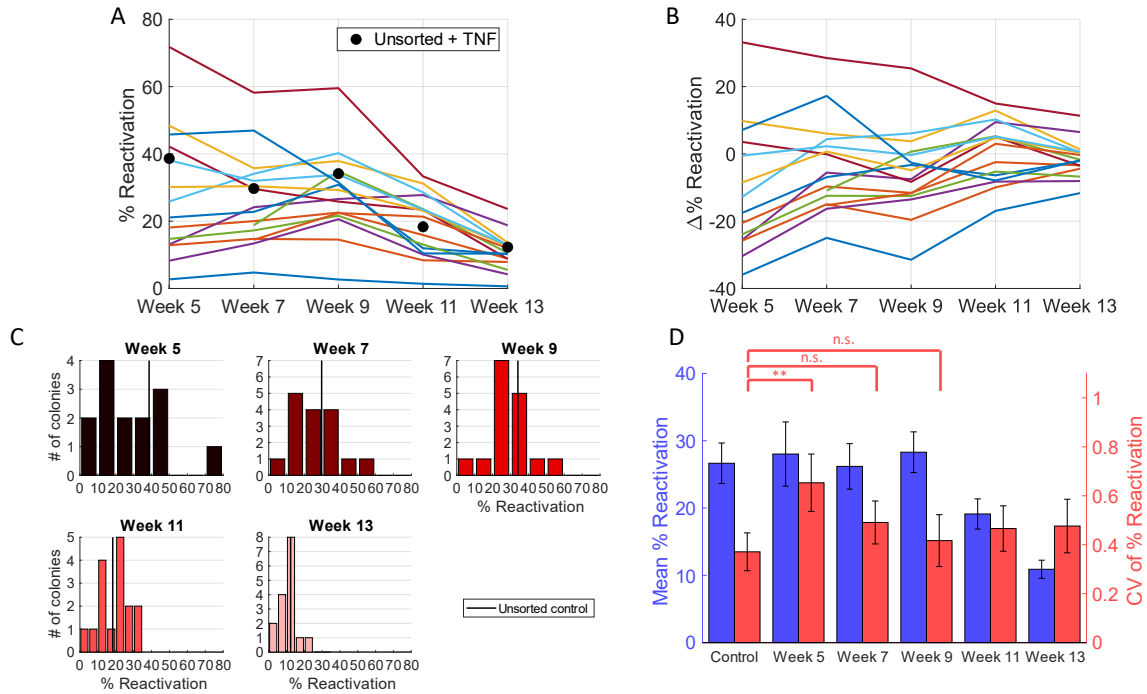 A
80
60
40
20
0
% Reactivation
Unsorted + TNF
Week 5 Week 7 Week 9 Week 11 Week 13
B
40
20
0
-20
-40
Δ% Reactivation
Week 5 Week 7 Week 9 Week 11 Week 13
C
Week 5
4
3
2
1
0
# of colonies
0 10 20 30 40 50 60 70 80
Week 7
7
6
5
4
3
2
1
0
0 10 20 30 40 50 60 70 80
Week 9
7
6
5
4
3
2
1
0
0 10 20 30 40 50 60 70 80
% Reactivation
Week 11
5
4
3
2
1
0
# of colonies
0 10 20 30 40 50 60 70 80
% Reactivation
Week 13
8
7
6
5
4
3
2
1
0
0 10 20 30 40 50 60 70 80
% Reactivation
Unsorted control
D
n.s.
n.s.
**
40
30
20
10
0
Mean % Reactivation
1
0.8
0.6
0.4
0.2
0
CV of % Reactivation
Control Week 5 Week 7 Week 9 Week 11 Week 13